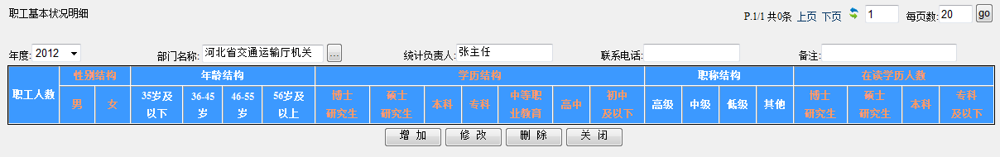 职工基本状况明细
P.1/1 共0条 上页 下页 1 每页数: 20 go
年度: 2012 部门名称: 河北省交通运输厅机关 ... 统计负责人: 张主任 联系电话: 备注:
职工人数 性别结构 年龄结构 学历结构 职称结构 在读学历人数
男 女 35岁及以下 36-45岁 46-55岁 56岁及以上 博士研究生 硕士研究生 本科 专科 中等职业教育 高中 初中及以下 高级 中级 低级 其他 博士研究生 硕士研究生 本科 专科及以下
增 加 修 改 删 除 关 闭